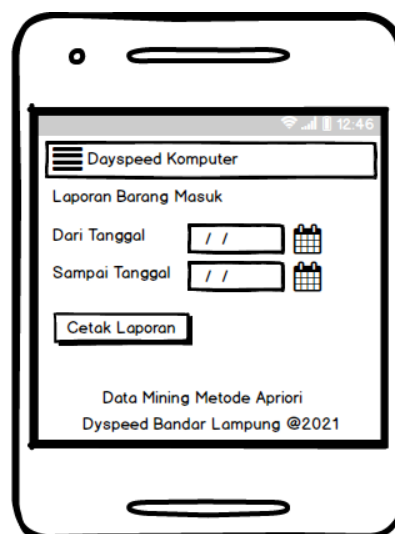 12:46
Dayspeed Komputer
Laporan Barang Masuk
Dari Tanggal / /
Sampai Tanggal / /
Cetak Laporan
Data Mining Metode Apriori
Dyspeed Bandar Lampung @2021